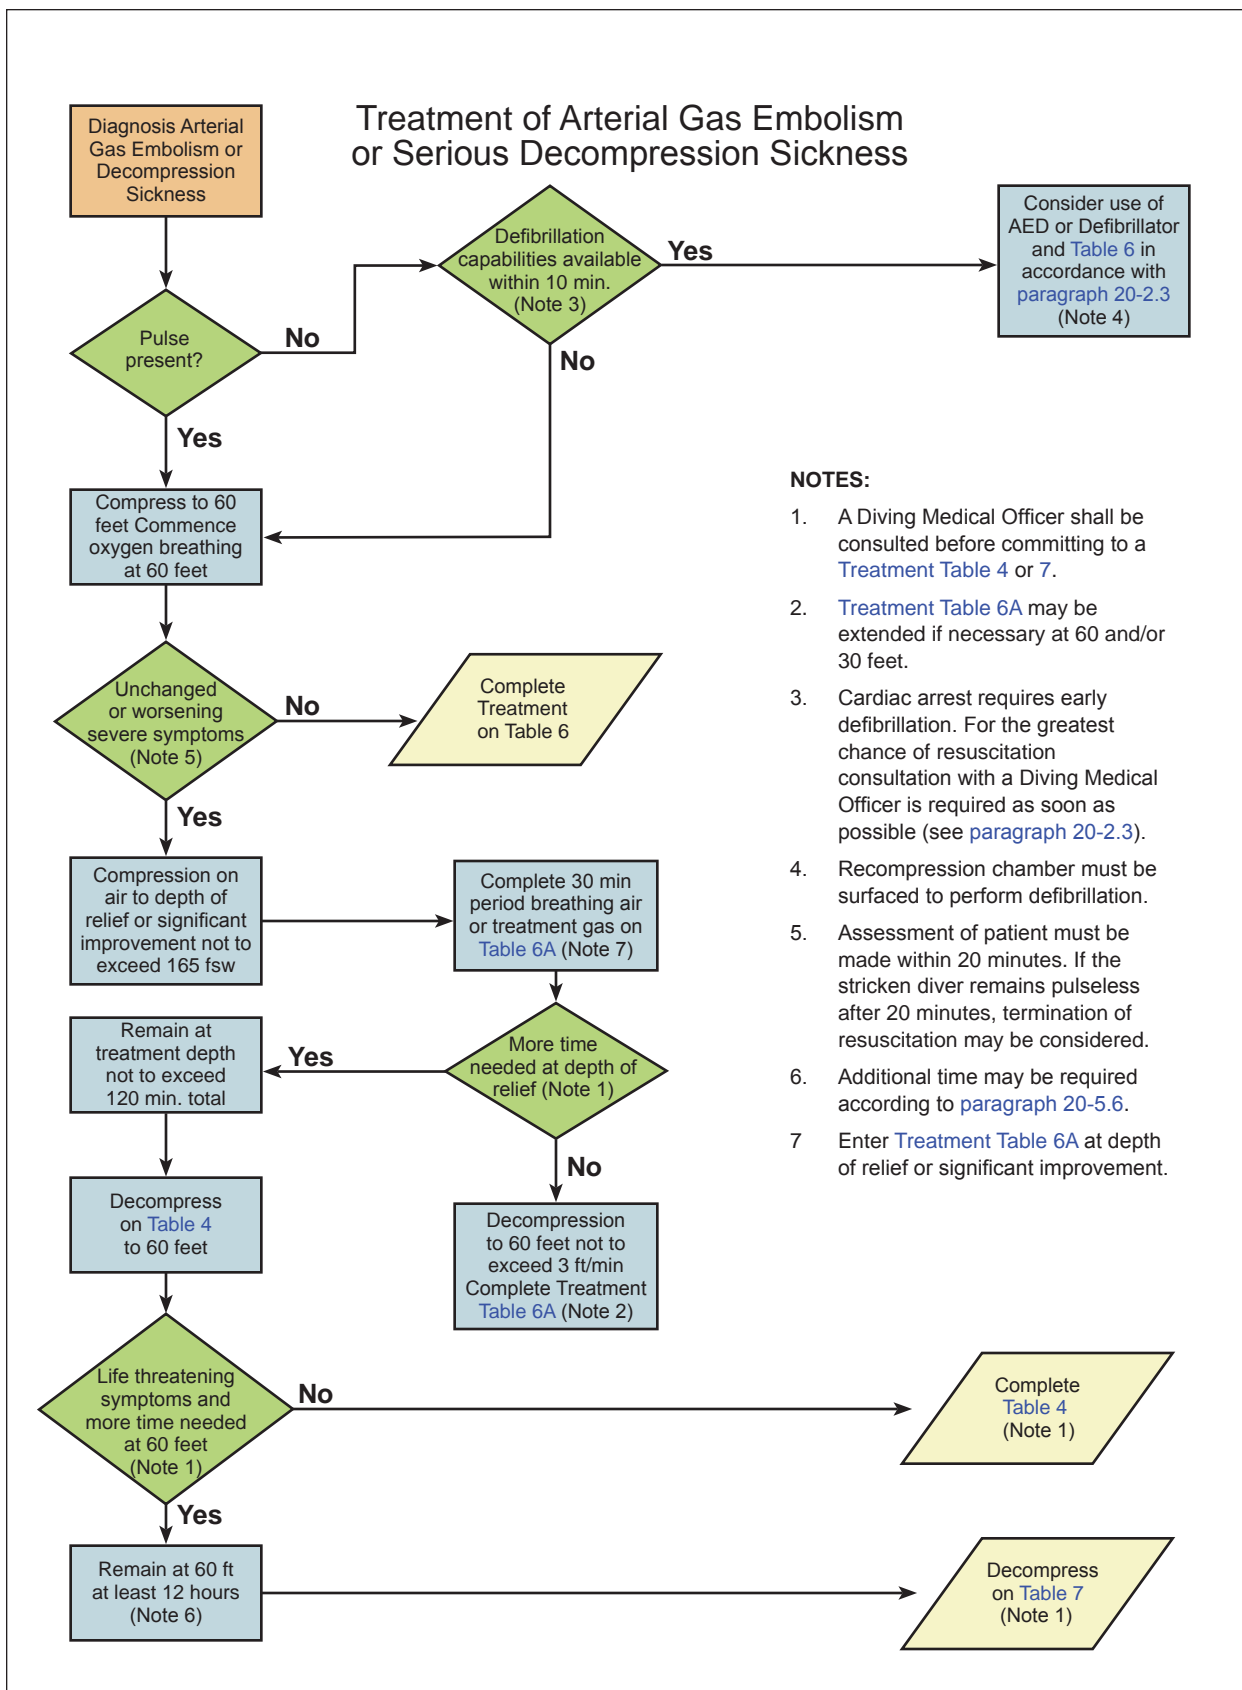 Treatment of Arterial Gas Embolism
or Serious Decompression Sickness
Diagnosis Arterial
Gas Embolism or
Decompression
Sickness
Pulse
present?
No
Yes
Defibrillation
capabilities available
within 10 min.
(Note 3)
Yes
No
Consider use of
AED or Defibrillator
and Table 6 in
accordance with
paragraph 20-2.3
(Note 4)
Compress to 60
feet Commence
oxygen breathing
at 60 feet
Unchanged
or worsening
severe symptoms
(Note 5)
No
Yes
Complete
Treatment
on Table 6
Compression on
air to depth of
relief or significant
improvement not to
exceed 165 fsw
Complete 30 min
period breathing air
or treatment gas on
Table 6A (Note 7)
More time
needed at depth of
relief (Note 1)
Yes
No
Remain at
treatment depth
not to exceed
120 min. total
Decompress
on Table 4
to 60 feet
Decompression
to 60 feet not to
exceed 3 ft/min
Complete Treatment
Table 6A (Note 2)
Life threatening
symptoms and
more time needed
at 60 feet
(Note 1)
No
Yes
Complete
Table 4
(Note 1)
Remain at 60 ft
at least 12 hours
(Note 6)
Decompress
on Table 7
(Note 1)
NOTES:
1. A Diving Medical Officer shall be
consulted before committing to a
Treatment Table 4 or 7.
2. Treatment Table 6A may be
extended if necessary at 60 and/or
30 feet.
3. Cardiac arrest requires early
defibrillation. For the greatest
chance of resuscitation
consultation with a Diving Medical
Officer is required as soon as
possible (see paragraph 20-2.3).
4. Recompression chamber must be
surfaced to perform defibrillation.
5. Assessment of patient must be
made within 20 minutes. If the
stricken diver remains pulseless
after 20 minutes, termination of
resuscitation may be considered.
6. Additional time may be required
according to paragraph 20-5.6.
7 Enter Treatment Table 6A at depth
of relief or significant improvement.